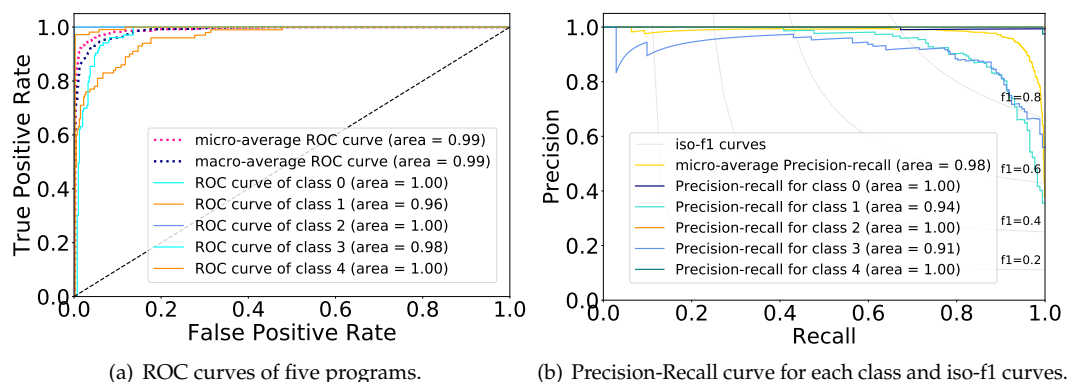 True Positive Rate
1.0
0.8
0.6
0.4
0.2
0.0
micro-average ROC curve (area = 0.99)
macro-average ROC curve (area = 0.99)
ROC curve of class 0 (area = 1.00)
ROC curve of class 1 (area = 0.96)
ROC curve of class 2 (area = 1.00)
ROC curve of class 3 (area = 0.98)
ROC curve of class 4 (area = 1.00)
0.0 0.2 0.4 0.6 0.8 1.0
False Positive Rate
(a) ROC curves of five programs.
Precision
1.0
0.8
0.6
0.4
0.2
0.0
f1=0.8
f1=0.6
f1=0.4
f1=0.2
iso-f1 curves
micro-average Precision-recall (area = 0.98)
Precision-recall for class 0 (area = 1.00)
Precision-recall for class 1 (area = 0.94)
Precision-recall for class 2 (area = 1.00)
Precision-recall for class 3 (area = 0.91)
Precision-recall for class 4 (area = 1.00)
0.0 0.2 0.4 0.6 0.8 1.0
Recall
(b) Precision-Recall curve for each class and iso-f1 curves.